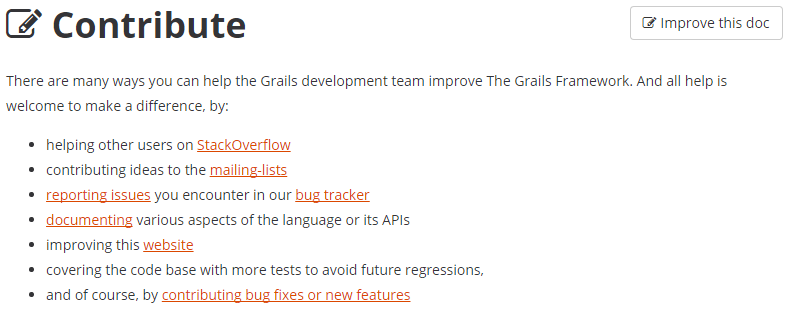 Contribute
Improve this doc
There are many ways you can help the Grails development team improve The Grails Framework. And all help is
welcome to make a difference, by:
helping other users on StackOverflow
contributing ideas to the mailing-lists
reporting issues you encounter in our bug tracker
documenting various aspects of the language or its APIs
improving this website
covering the code base with more tests to avoid future regressions,
and of course, by contributing bug fixes or new features